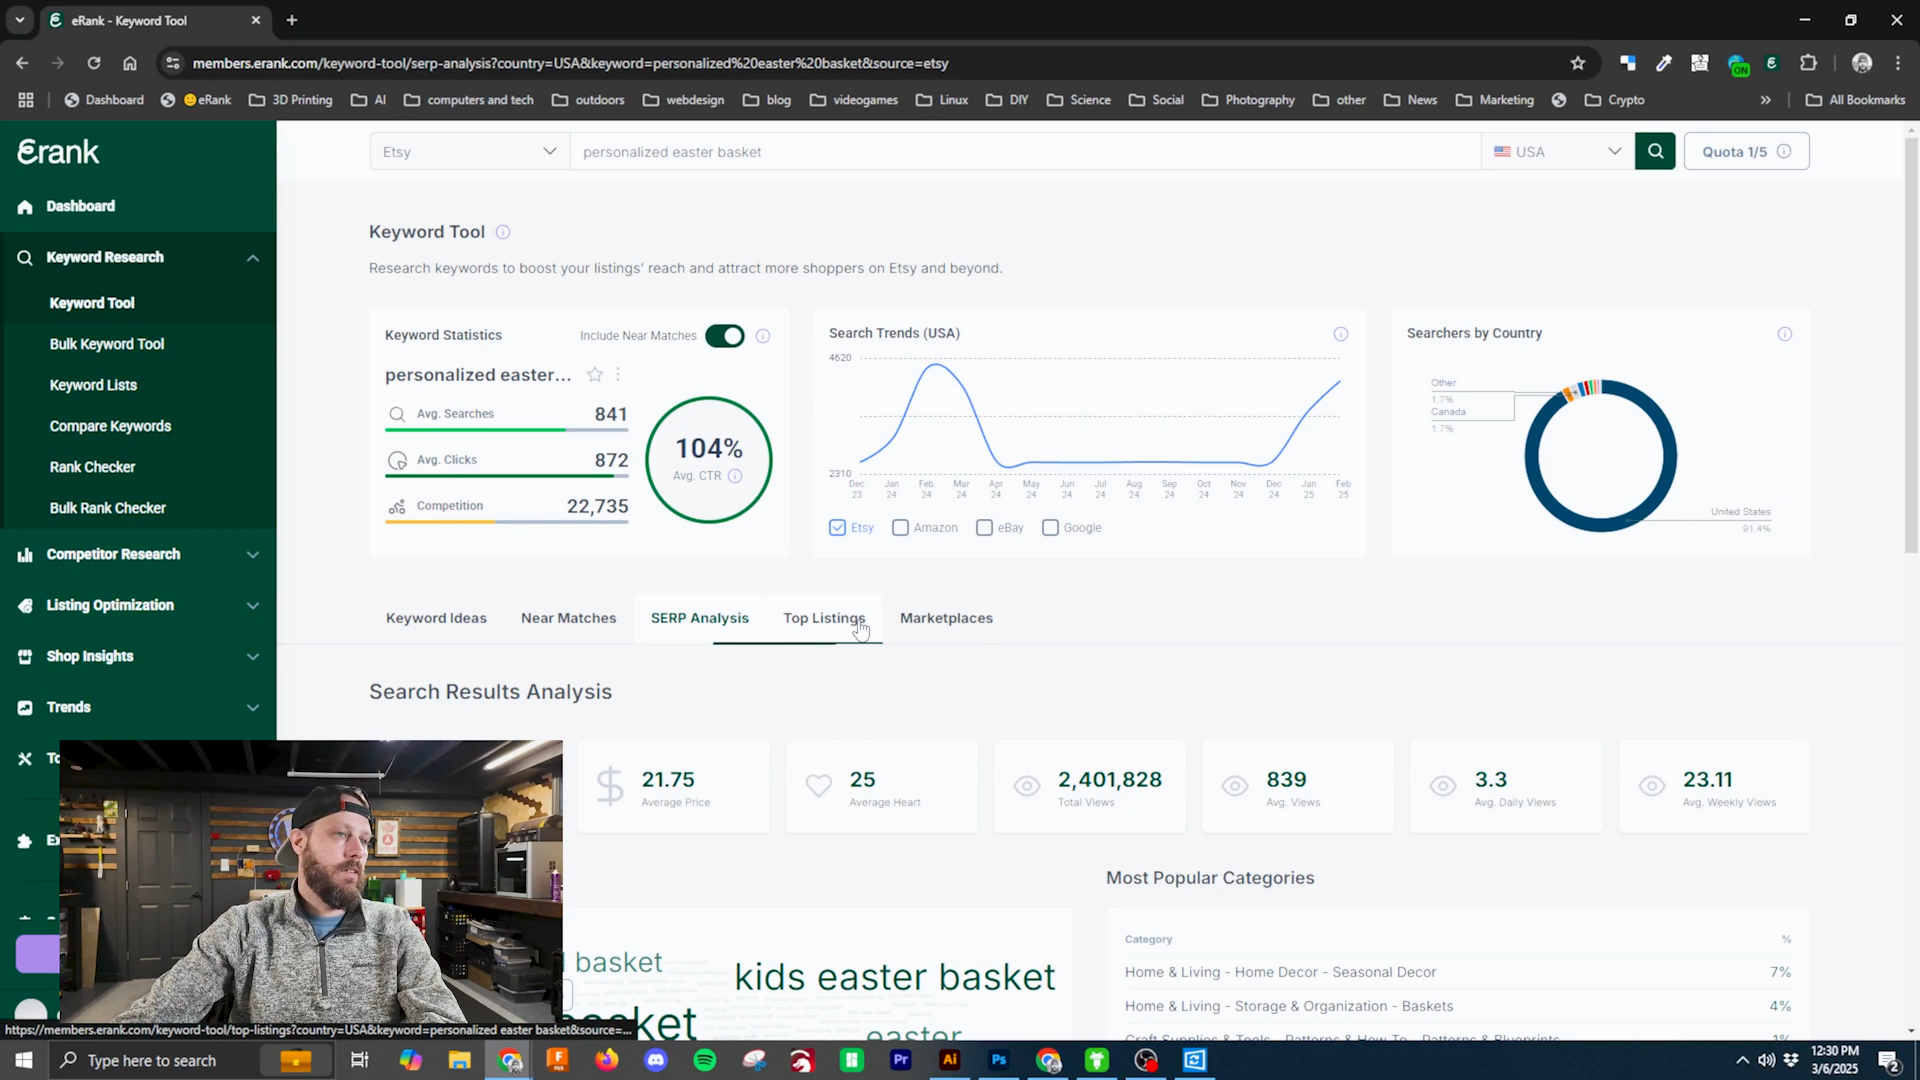 eRank - Keyword Tool
members.erank.com/keyword-tool/serp-analysis?country=USA&keyword=personalized%20easter%20basket&source=etsy
ON
Dashboard
eRank
3D Printing
AI
computers and tech
outdoors
webdesign
blog
videogames
Linux
DIY
Science
Social
Photography
other
News
Marketing
Crypto
All Bookmarks
erank
Etsy
personalized easter basket
USA
Quota 1/5
Dashboard
Keyword Research
Keyword Tool
Bulk Keyword Tool
Keyword Lists
Compare Keywords
Rank Checker
Bulk Rank Checker
Competitor Research
Listing Optimization
Shop Insights
Trends
Keyword Tool
Research keywords to boost your listings' reach and attract more shoppers on Etsy and beyond.
Keyword Statistics
Include Near Matches
personalized easter...
Avg. Searches 841
Avg. Clicks 872
Competition 22,735
104%
Avg. CTR
Search Trends (USA)
4620
2310
Dec 23
Jan 24
Feb 24
Mar 24
Apr 24
May 24
Jun 24
Jul 24
Aug 24
Sep 24
Oct 24
Nov 24
Dec 24
Jan 25
Feb 25
Etsy
Amazon
eBay
Google
Searchers by Country
Other
1.7%
Canada
1.7%
United States
91.4%
Keyword Ideas
Near Matches
SERP Analysis
Top Listings
Marketplaces
Search Results Analysis
21.75
Average Price
25
Average Heart
2,401,828
Total Views
839
Avg. Views
3.3
Avg. Daily Views
23.11
Avg. Weekly Views
basket
kids easter basket
easter
Most Popular Categories
Category %
Home & Living - Home Decor - Seasonal Decor 7%
Home & Living - Storage & Organization - Baskets 4%
Craft Supplies & Tools - Patterns & How To - Patterns & Blueprints 1%
https://members.erank.com/keyword-tool/top-listings?country=USA&keyword=personalized easter basket&source=...
Type here to search
12:30 PM
3/6/2025
2